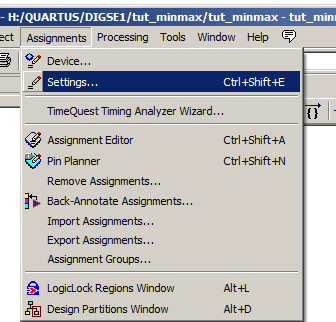 - H:/QUARTUS/DIGSE1/tut_minmax/tut_minmax - tut_minm
ect Assignments Processing Tools Window Help
Device...
Settings... Ctrl+Shift+E
TimeQuest Timing Analyzer Wizard...
Assignment Editor Ctrl+Shift+A
Pin Planner Ctrl+Shift+N
Remove Assignments...
Back-Annotate Assignments...
Import Assignments...
Export Assignments...
Assignment Groups...
LogicLock Regions Window Alt+L
Design Partitions Window Alt+D